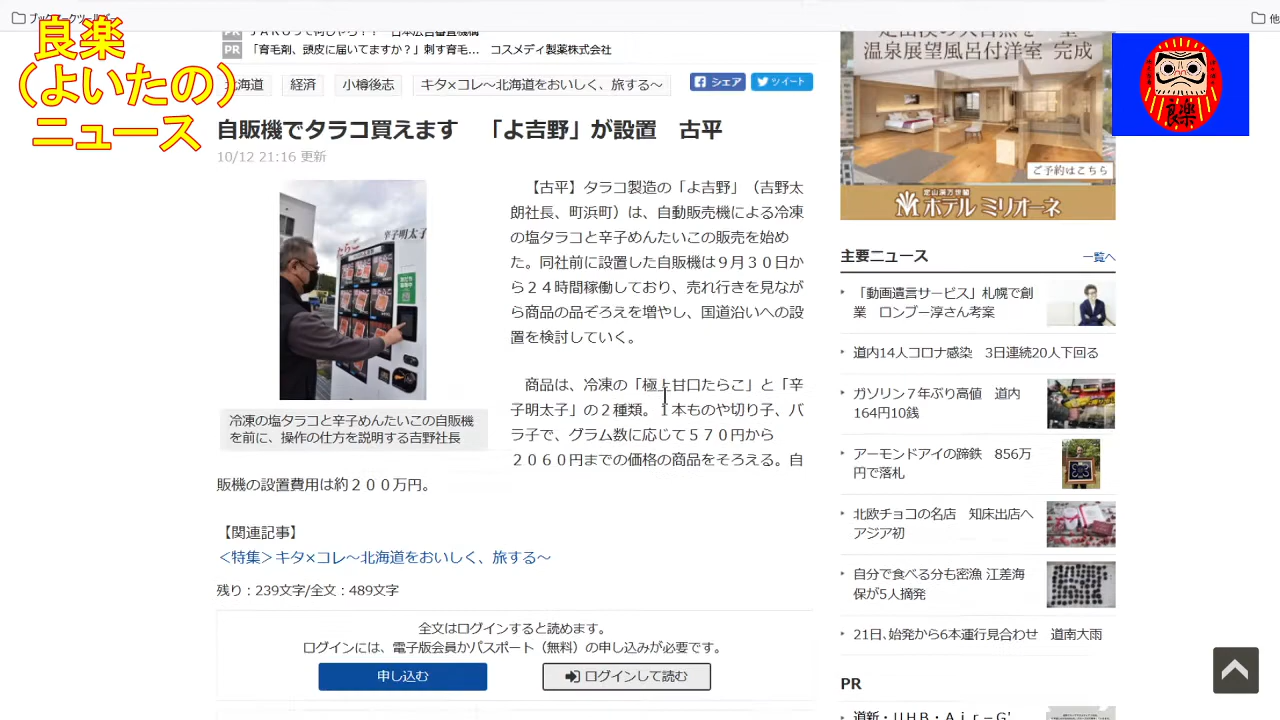 良楽
（よいたの）
ニュース
良楽
PR 「育毛剤、頭皮に届いてますか？」刺す育毛… コスメディ製薬株式会社
経済
小樽後志
キタ×コレ～北海道をおいしく、旅する～
シェア
ツイート
自販機でタラコ買えます　「よ吉野」が設置　古平
10/12 21:16 更新
たらこ
辛子明太子
冷凍の塩タラコと辛子めんたいこの自販機
を前に、操作の仕方を説明する吉野社長
【古平】タラコ製造の「よ吉野」（吉野太
朗社長、町浜町）は、自動販売機による冷凍
の塩タラコと辛子めんたいこの販売を始め
た。同社前に設置した自販機は９月３０日か
ら２４時間稼働しており、売れ行きを見なが
ら商品の品ぞろえを増やし、国道沿いへの設
置を検討していく。
商品は、冷凍の「極上甘口たらこ」と「辛
子明太子」の２種類。１本ものや切り子、バ
ラ子で、グラム数に応じて５７０円から
２０６０円までの価格の商品をそろえる。自
販機の設置費用は約２００万円。
【関連記事】
＜特集＞キタ×コレ～北海道をおいしく、旅する～
残り：239文字/全文：489文字
全文はログインすると読めます。
ログインには、電子版会員かパスポート（無料）の申し込みが必要です。
申し込む
ログインして読む
温泉展望風呂付洋室 完成
ご予約はこちら
定山渓万世閣
ホテル ミリオーネ
主要ニュース
一覧へ
「動画遺言サービス」札幌で創
業　ロンブー淳さん考案
道内14人コロナ感染　3日連続20人下回る
ガソリン７年ぶり高値　道内
164円10銭
アーモンドアイの蹄鉄　856万
円で落札
北欧チョコの名店　知床出店へ
アジア初
自分で食べる分も密漁 江差海
保が5人摘発
21日､始発から6本運行見合わせ　道南大雨
PR
道新・ＵＨＢ・Ａｉｒ－Ｇ'